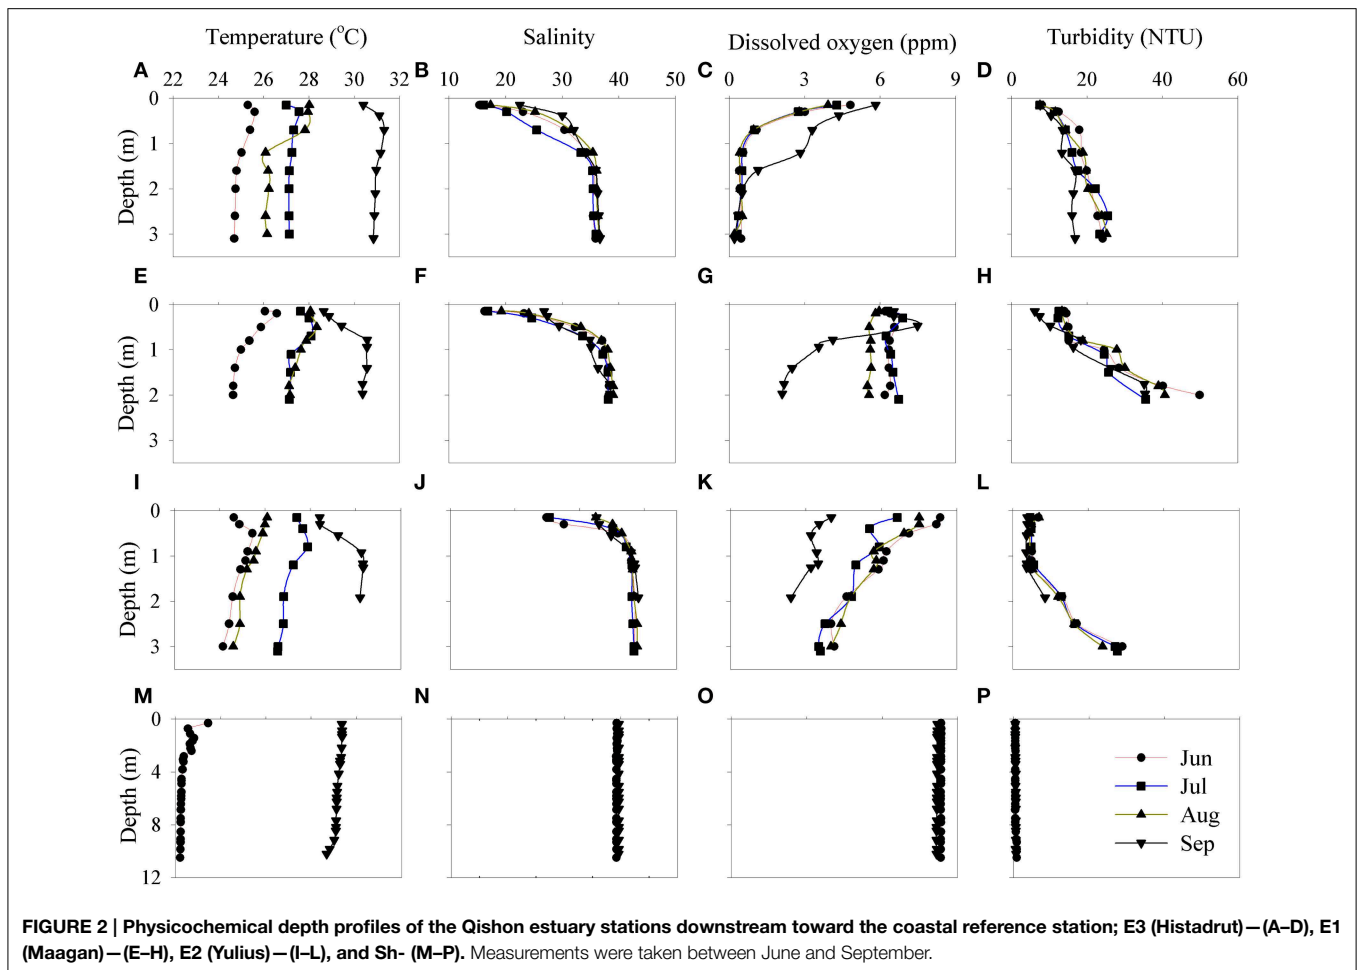 Temperature (°C) Salinity Dissolved oxygen (ppm) Turbidity (NTU)
A B C D
22 24 26 28 30 32 10 20 30 40 50 0 3 6 9 0 20 40 60
0
1
2
3
Depth (m)
E F G H
0
1
2
3
Depth (m)
I J K L
0
1
2
3
Depth (m)
M N O P
0
4
8
12
Depth (m)
Jun
Jul
Aug
Sep
FIGURE 2 | Physicochemical depth profiles of the Qishon estuary stations downstream toward the coastal reference station; E3 (Histadrut)—(A–D), E1
(Maagan)—(E–H), E2 (Yulius)—(I–L), and Sh- (M–P). Measurements were taken between June and September.